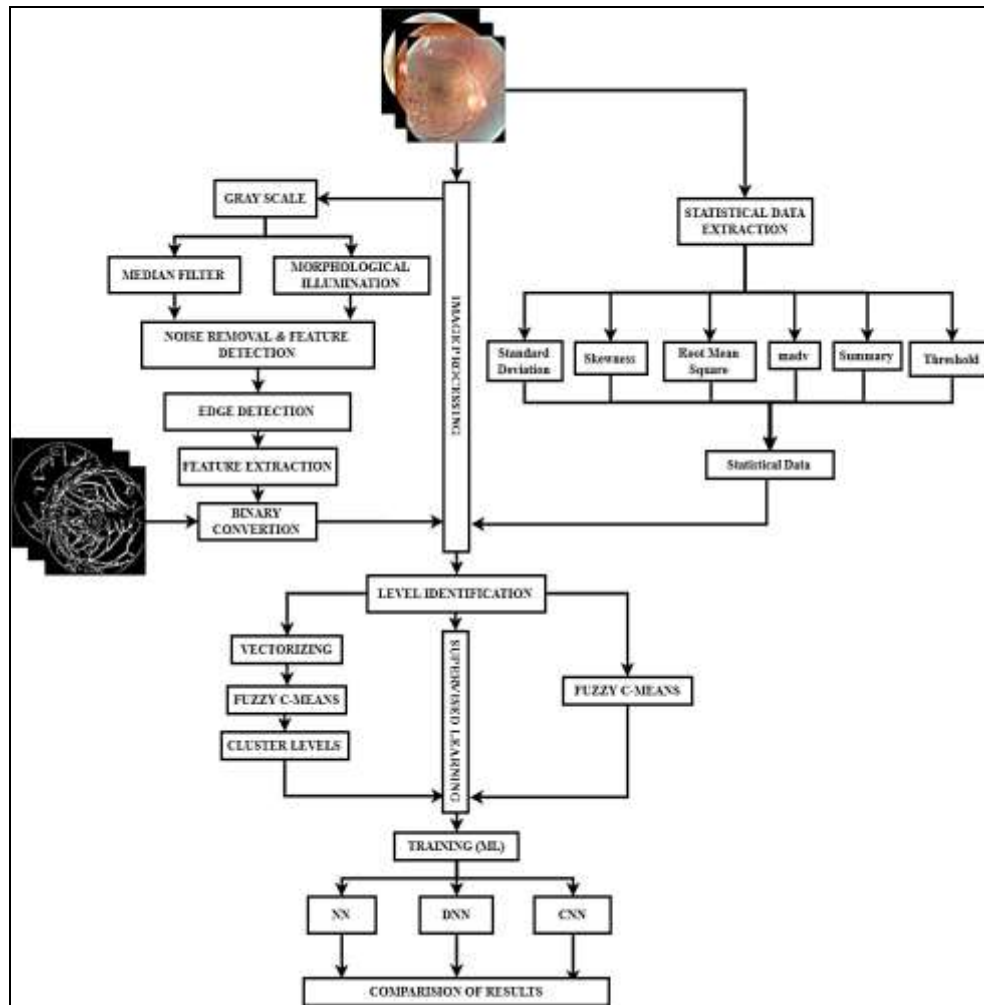 GRAY SCALE
MEDIAN FILTER
MORPHOLOGICAL
ILLUMINATION
NOISE REMOVAL & FEATURE
DETECTION
EDGE DETECTION
FEATURE EXTRACTION
BINARY
CONVERTION
IMAGE PROCESSING
STATISTICAL DATA
EXTRACTION
Standard
Deviation
Skewness
Root Mean
Square
madv
Summary
Threshold
Statistical Data
LEVEL IDENTIFICATION
VECTORIZING
FUZZY C-MEANS
CLUSTER LEVELS
SUPERVISED LEARNING
FUZZY C-MEANS
TRAINING (ML)
NN
DNN
CNN
COMPARISION OF RESULTS